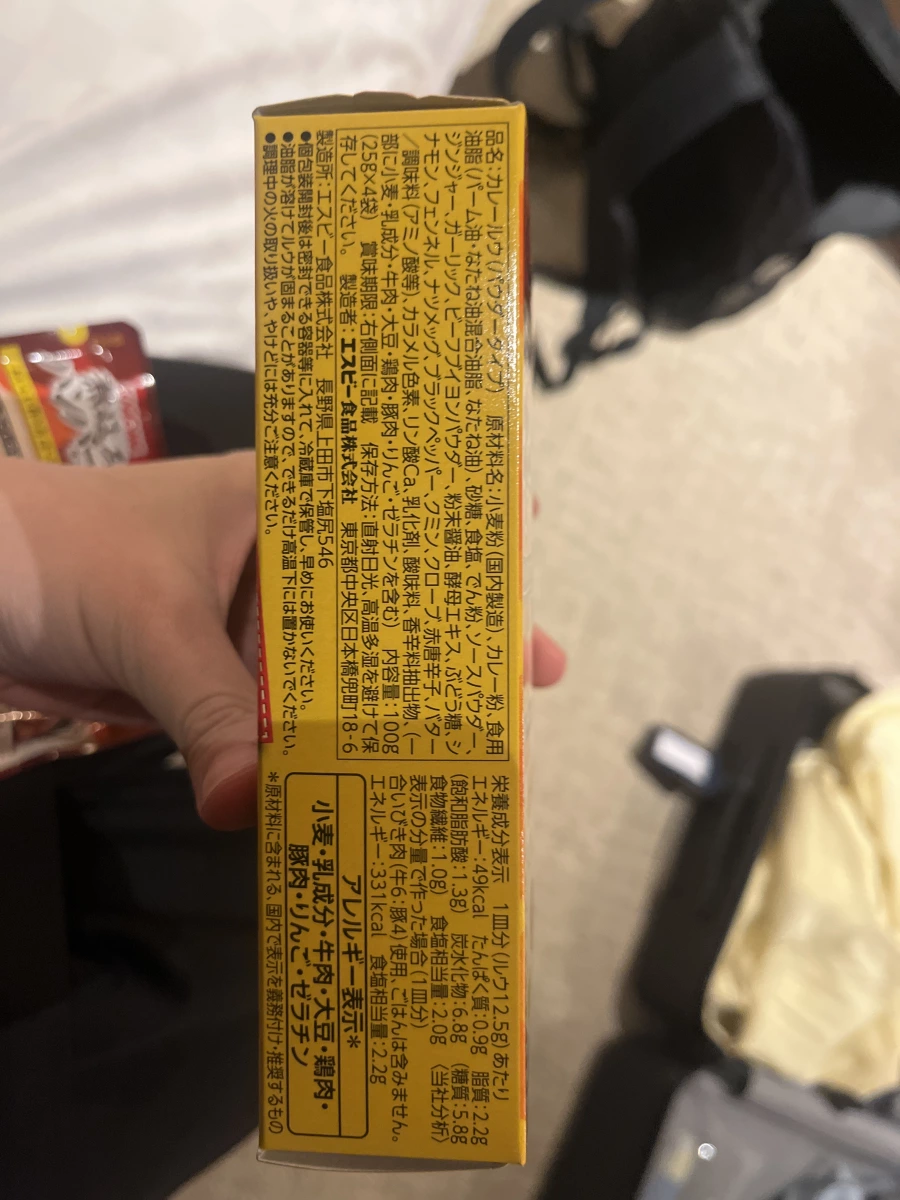 品名:カレールウ(パウダータイプ) 原材料名:小麦粉(国内製造)、カレー粉、食用
油脂(パーム油・なたね油混合油脂、なたね油)、砂糖、食塩、でん粉、ソースパウダー、
ジンジャー、ガーリック、ビーフブイヨンパウダー、粉末醤油、酵母エキス、ぶどう糖、シ
ナモン、フェンネル、ナツメッグ、ブラックペッパー、クミン、クローブ、赤唐辛子、バター
/調味料(アミノ酸等)、カラメル色素、リン酸Ca、乳化剤、酸味料、香辛料抽出物、(一
部に小麦・乳成分・牛肉・大豆・鶏肉・豚肉・りんご・ゼラチンを含む) 内容量:100g
(25g×4袋) 賞味期限:右側面に記載 保存方法:直射日光、高温多湿を避けて保
存してください。 製造者:エスビー食品株式会社 東京都中央区日本橋兜町18-6
製造所:エスビー食品株式会社 長野県上田市下塩尻546
●個包装開封後は密封できる容器等に入れて、冷蔵庫で保管し、早めにお使いください。
●油脂が溶けてルウが固まることがありますので、できるだけ高温下には置かないでください。
●調理中の火の取り扱いや、やけどには充分ご注意ください。
栄養成分表示 1皿分(ルウ12.5g)あたり
エネルギー:49kcal たんぱく質:0.9g 脂質:2.2g
(飽和脂肪酸:1.3g) 炭水化物:6.8g (糖質:5.8g
食物繊維:1.0g) 食塩相当量:2.0g 〈当社分析〉
表示の分量で作った場合(1皿分)
合いびき肉(牛6:豚4)使用、ごはんは含みません。
エネルギー:331kcal 食塩相当量:2.2g
アレルギー表示*
小麦・乳成分・牛肉・大豆・鶏肉・
豚肉・りんご・ゼラチン
*原材料に含まれる、国内で表示を義務付け・推奨するもの